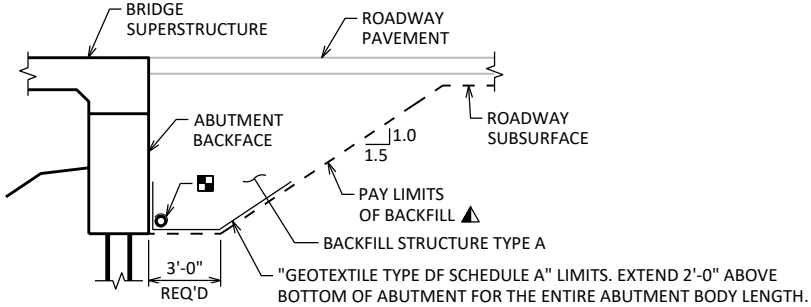 BRIDGE
SUPERSTRUCTURE
ROADWAY
PAVEMENT
ABUTMENT
BACKFACE
ROADWAY
SUBSURFACE
1.0
1.5
PAY LIMITS
OF BACKFILL
BACKFILL STRUCTURE TYPE A
3'-0"
REQ'D
"GEOTEXTILE TYPE DF SCHEDULE A" LIMITS. EXTEND 2'-0" ABOVE
BOTTOM OF ABUTMENT FOR THE ENTIRE ABUTMENT BODY LENGTH.